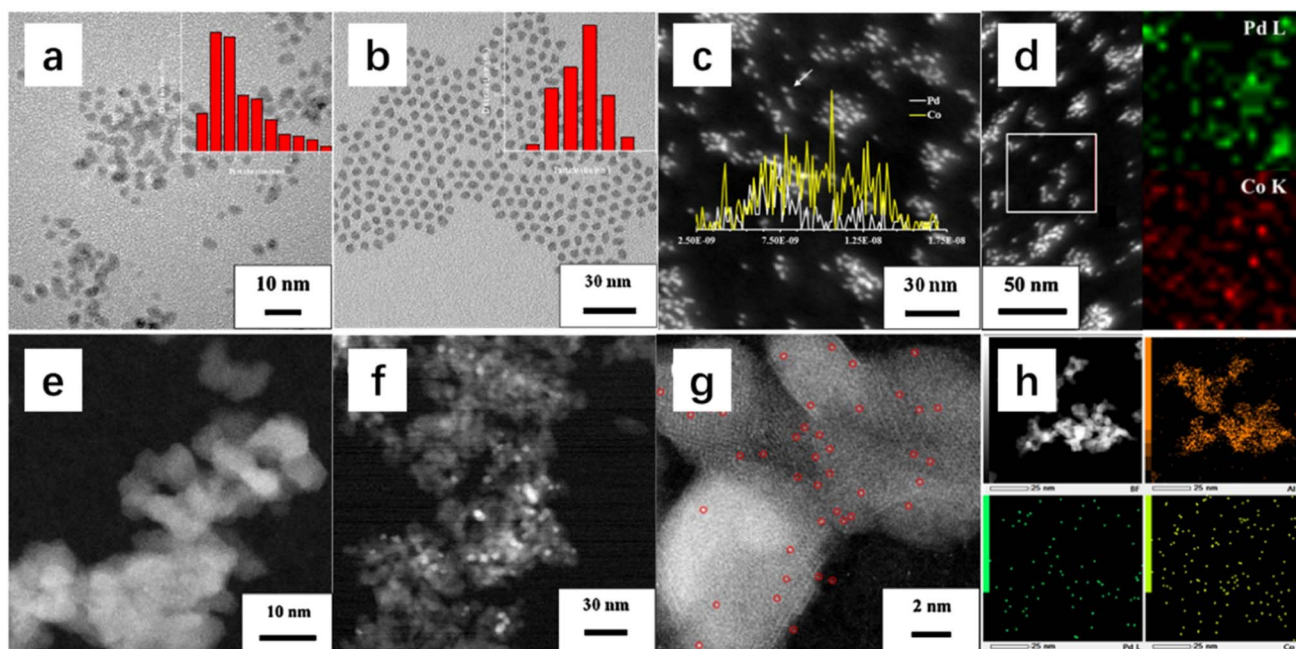 a
10 nm
b
30 nm
c
Pd
Co
2.50E-09 7.50E-09 1.25E-08 1.75E-08
30 nm
d
50 nm
Pd L
Co K
e
10 nm
f
30 nm
g
2 nm
h
25 nm BF
25 nm Al
25 nm Pd L
25 nm Co